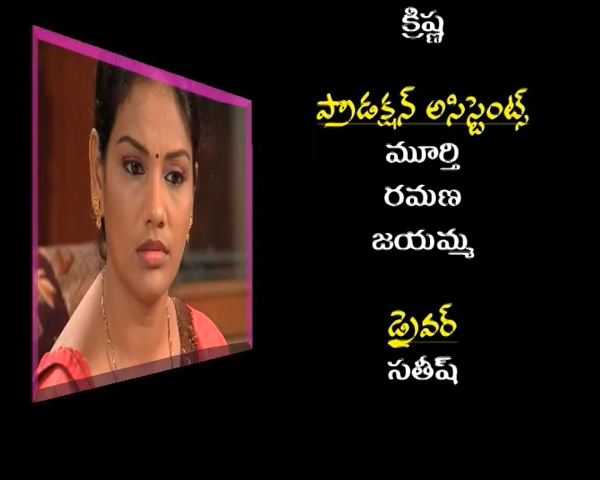 క్రిష్ణ
ప్రొడక్షన్ అసిస్టెంట్స్
మూర్తి
రమణ
జయమ్మ
డ్రైవర్
సతీష్